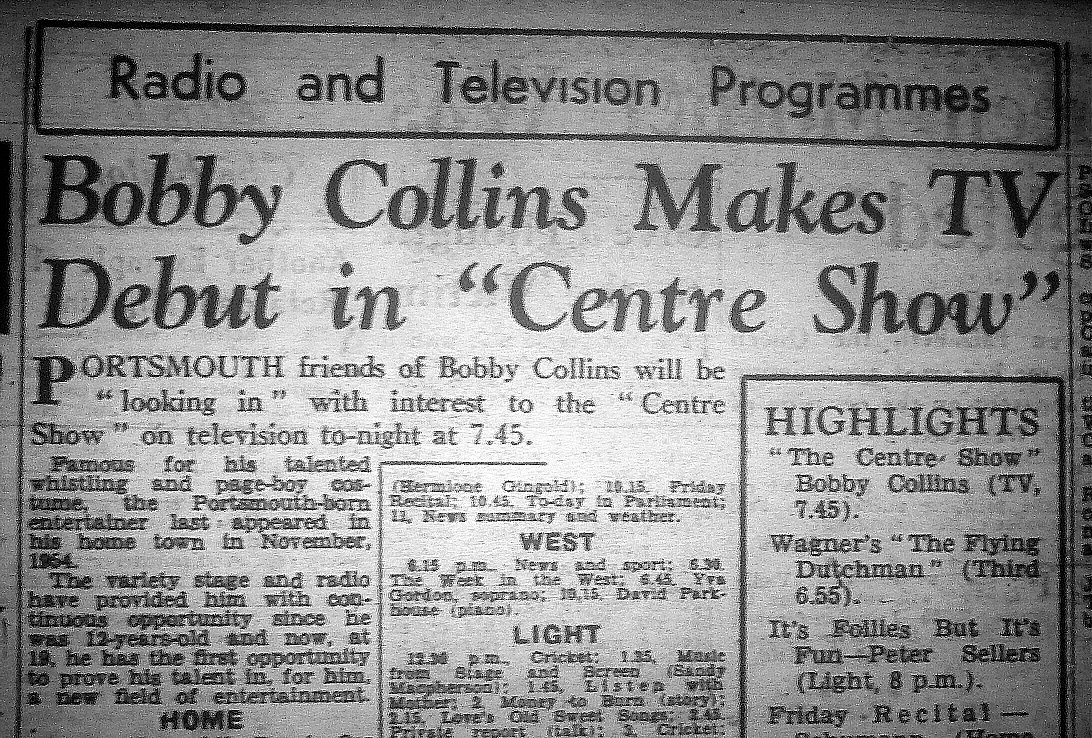 Radio and Television Programmes
Bobby Collins Makes TV
Debut in "Centre Show"
PORTSMOUTH friends of Bobby Collins will be
"looking in" with interest to the "Centre
Show" on television to-night at 7.45.
Famous for his talented
whistling and page-boy cos-
tume, the Portsmouth-born
entertainer last appeared in
his home town in November,
1954.
The variety stage and radio
have provided him with con-
tinuous opportunity since he
was 12-years-old and now, at
19, he has the first opportunity
to prove his talent in, for him,
a new field of entertainment.
HOME
(Hermione Gingold); 10.15, Friday
Recital; 10.45, To-day in Parliament;
11, News summary and weather.
WEST
6.15 p.m., News and sport; 6.30,
The Week in the West; 6.45, Yva
Gordon, soprano; 10.15, David Park-
house (piano).
LIGHT
12.30 p.m., Cricket; 1.35, Music
from Stage and Screen (Sandy
Macpherson); 1.45, Listen with
Mother; 2, Money to Burn (story);
2.15, Love's Old Sweet Songs; 2.45,
Private report (talk); 3, Cricket;
HIGHLIGHTS
"The Centre Show"
Bobby Collins (TV,
7.45).
Wagner's "The Flying
Dutchman" (Third
6.55).
It's Follies But It's
Fun—Peter Sellers
(Light, 8 p.m.).
Friday Recital—
(Home